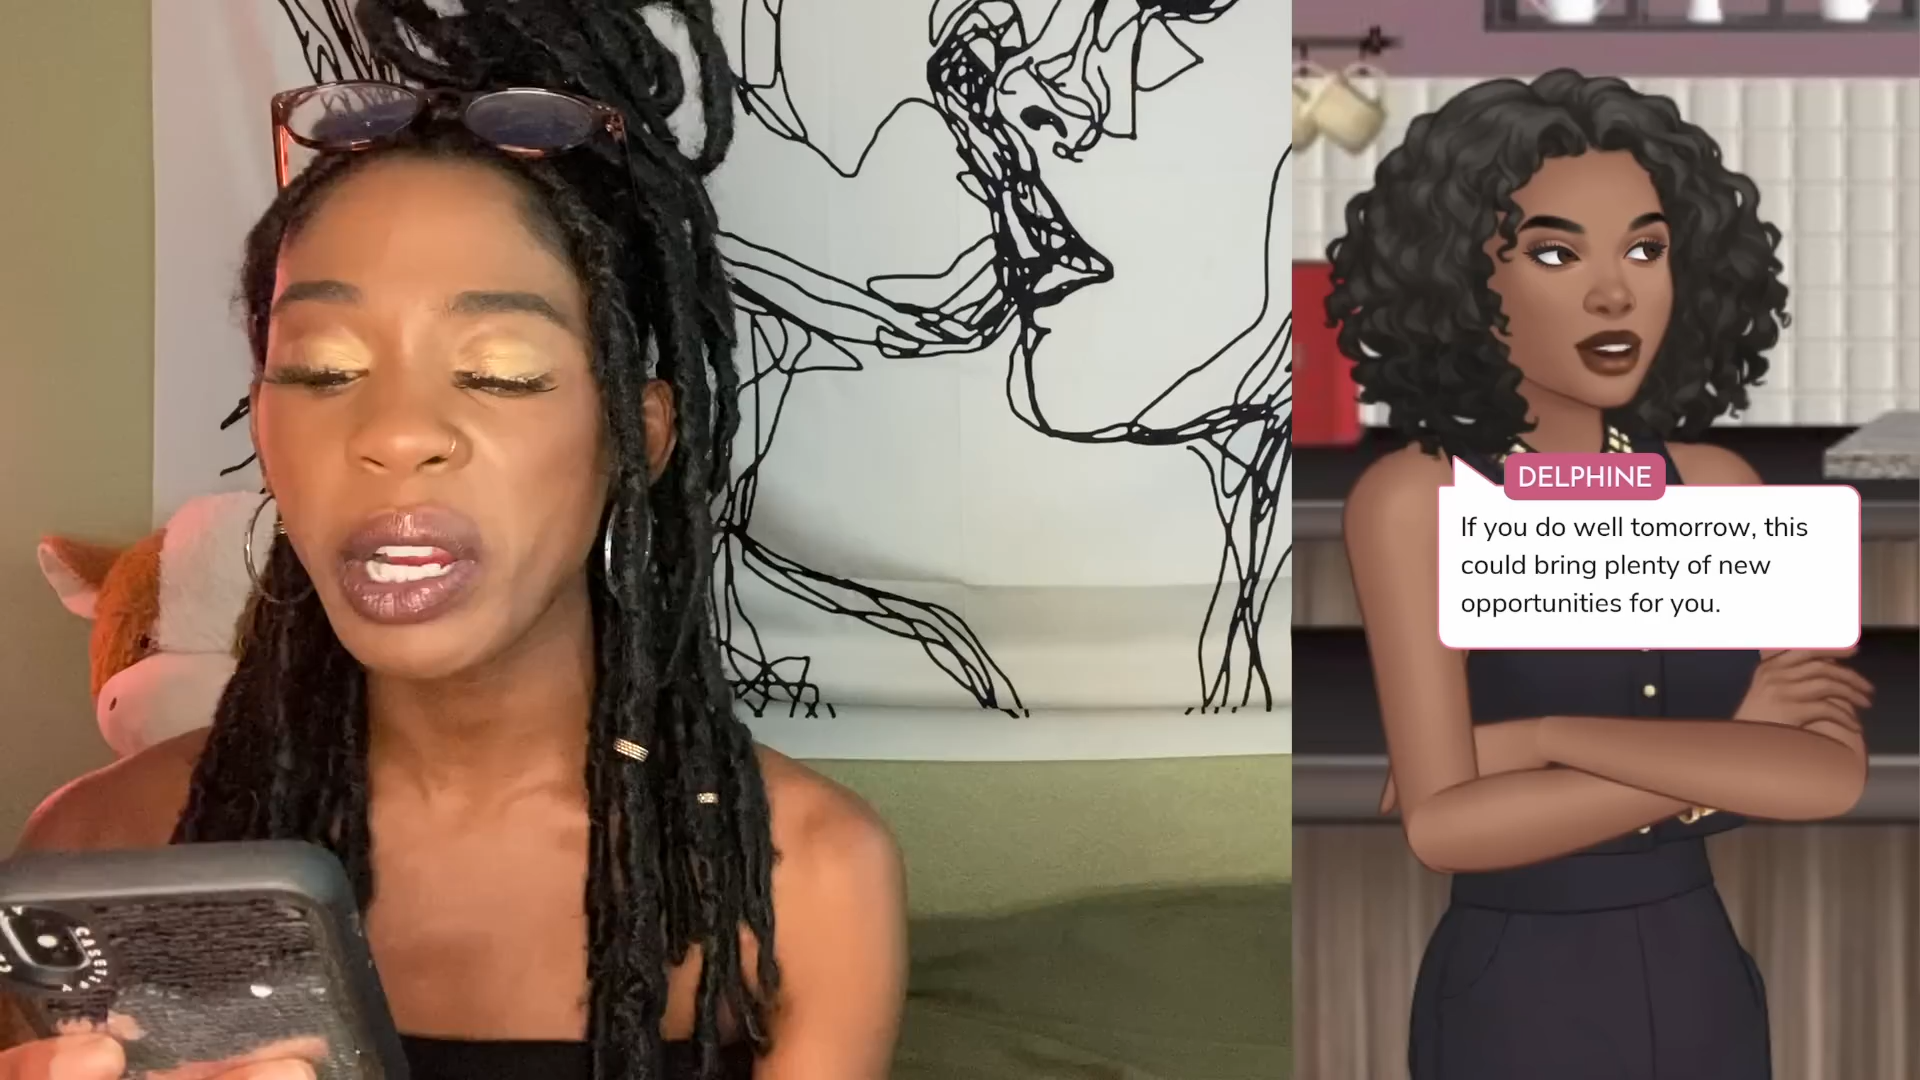 DELPHINE
If you do well tomorrow, this
could bring plenty of new
opportunities for you.